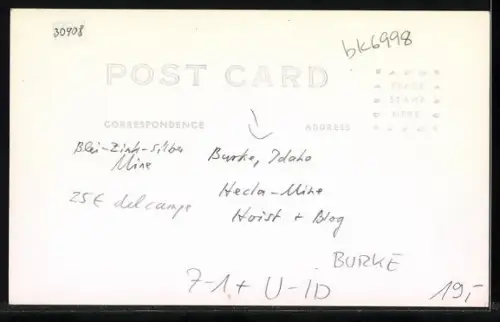 30908
bk6998
POST CARD
PLACE
STAMP
HERE
CORRESPONDENCE
ADDRESS
Blei-Zink-Silber
Mine
Burke, Idaho
Hecla-Mine
Hoist + Blog
25€ delcampe
BURKE
7-1+ U-ID
19,-